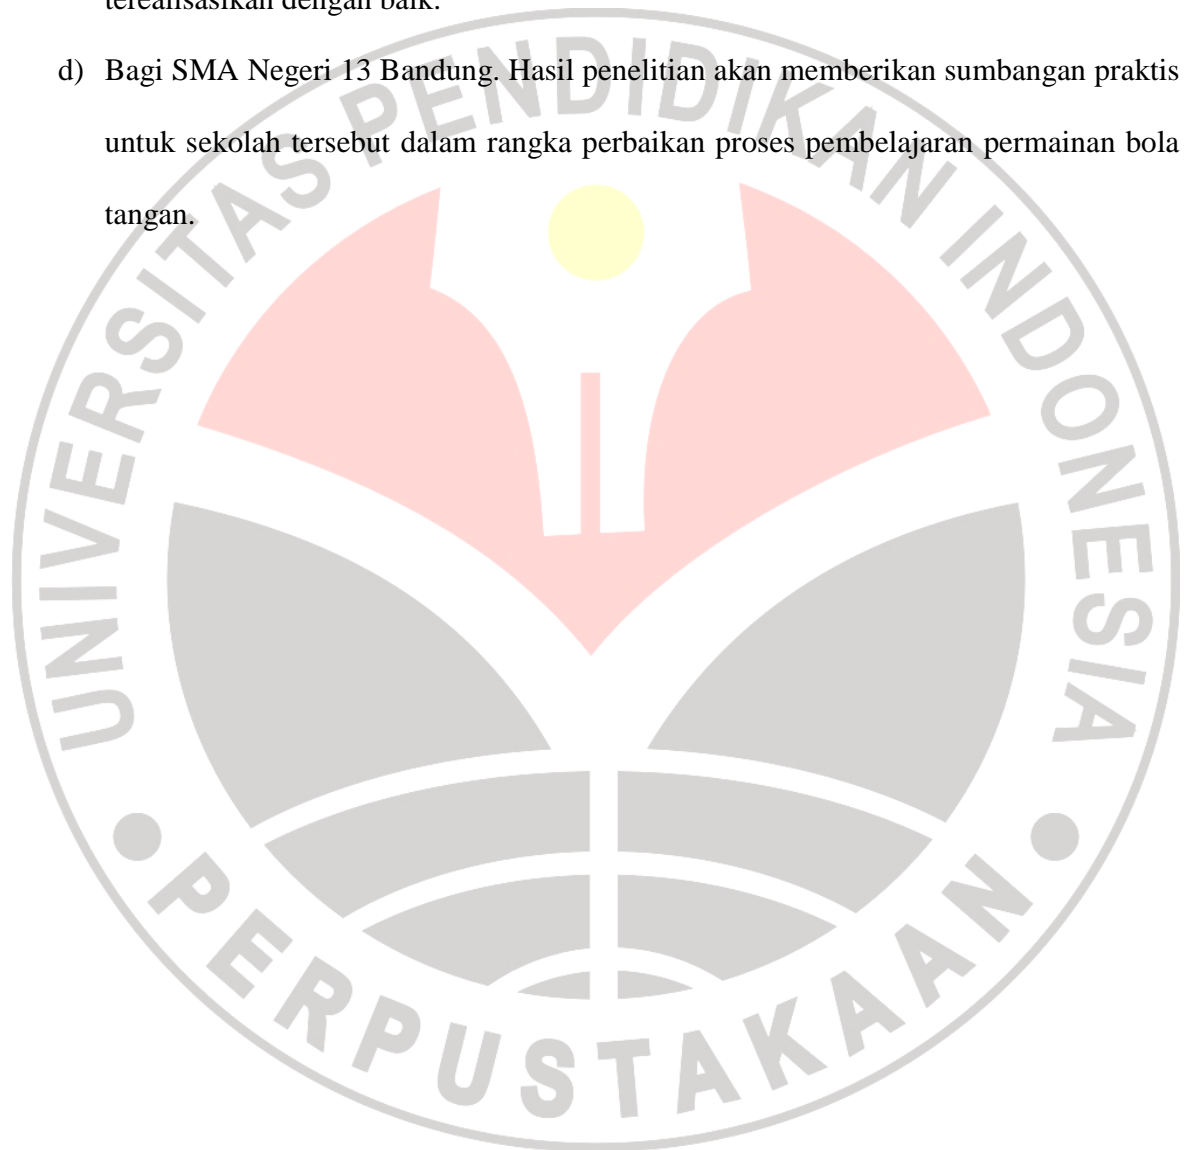 terealisasikan dengan baik.
d) Bagi SMA Negeri 13 Bandung. Hasil penelitian akan memberikan sumbangan praktis
untuk sekolah tersebut dalam rangka perbaikan proses pembelajaran permainan bola
tangan.
UNIVERSITAS PENDIDIKAN INDONESIA
PERPUSTAKAAN